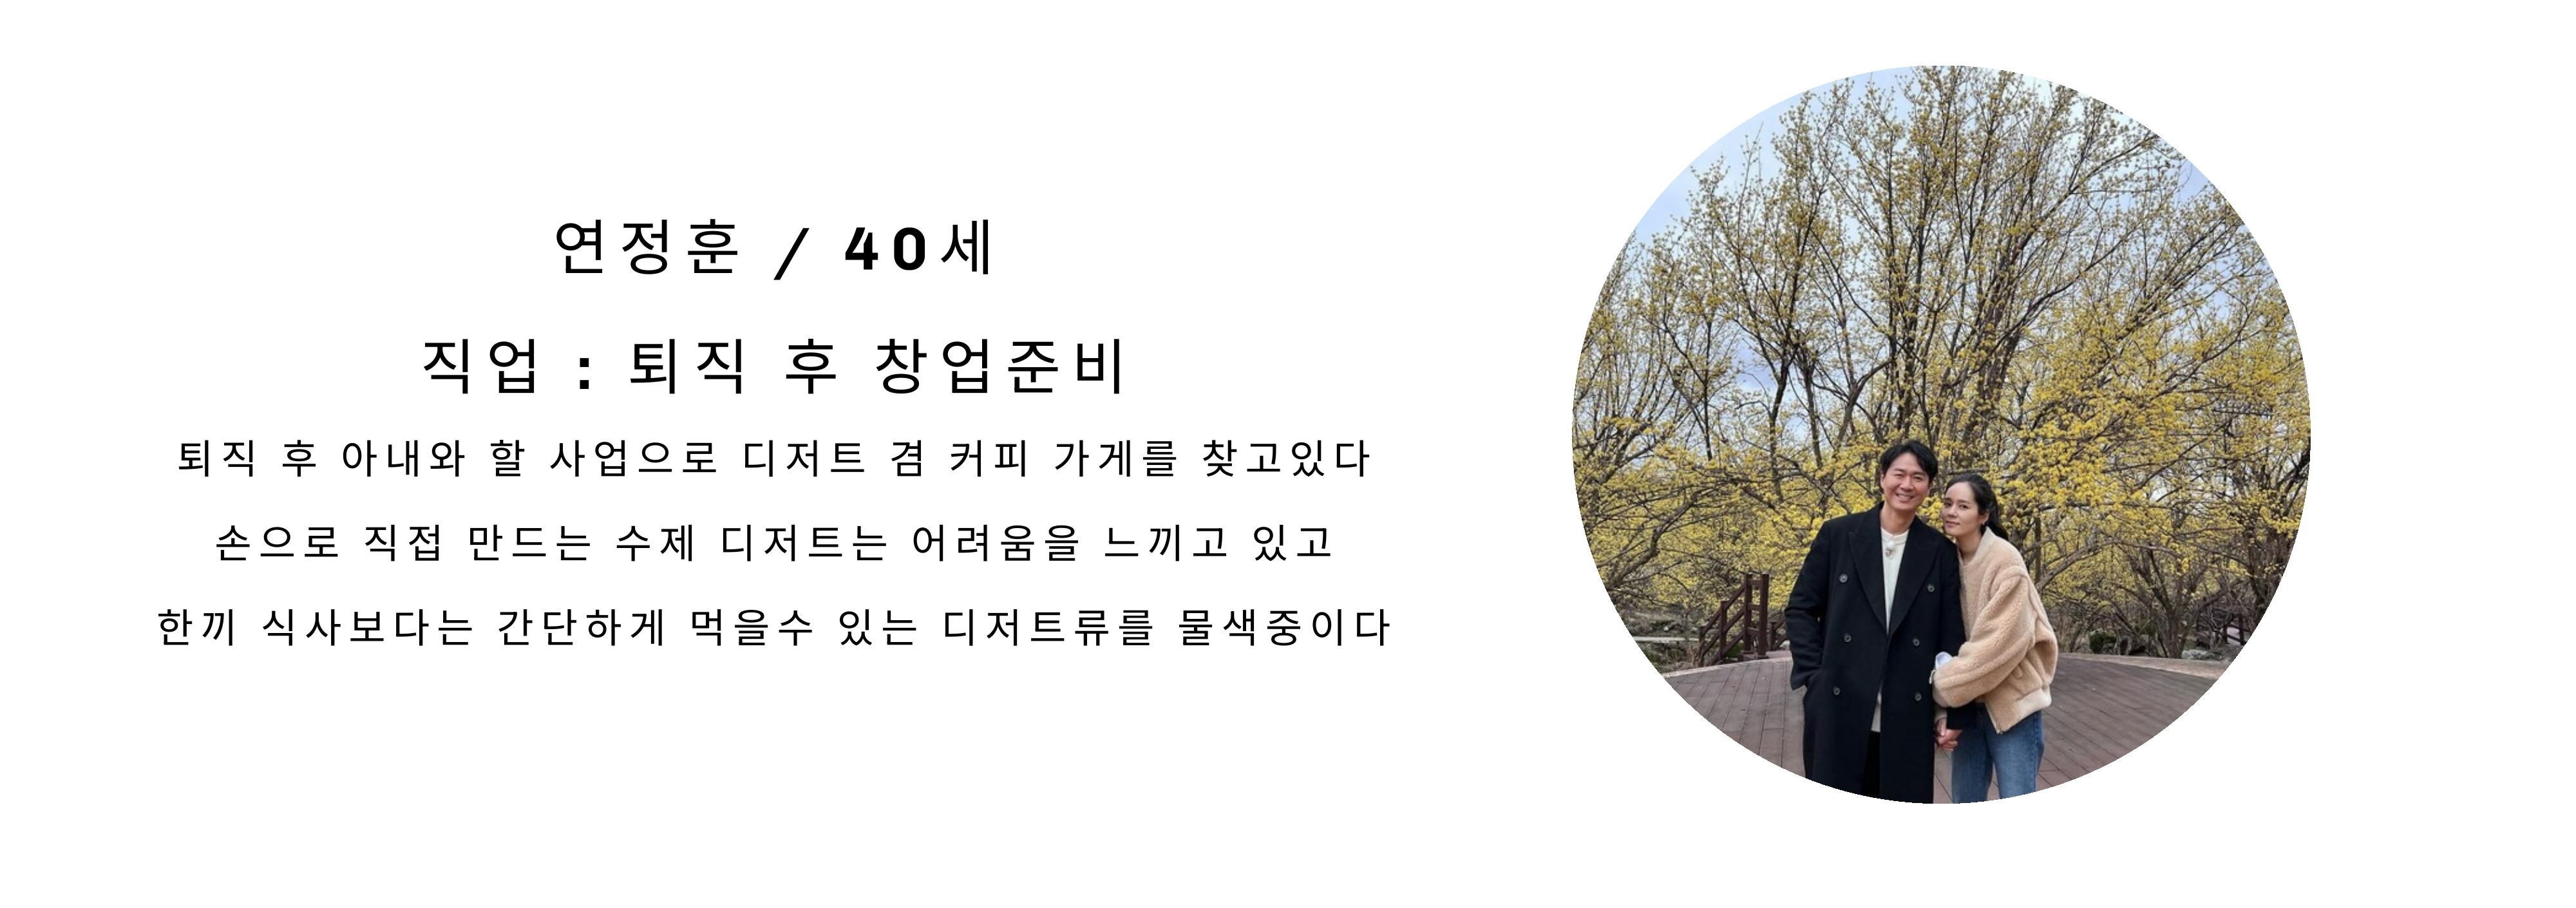 연정훈 / 40세
직업 : 퇴직 후 창업준비
퇴직 후 아내와 할 사업으로 디저트 겸 커피 가게를 찾고있다
손으로 직접 만드는 수제 디저트는 어려움을 느끼고 있고
한끼 식사보다는 간단하게 먹을수 있는 디저트류를 물색중이다